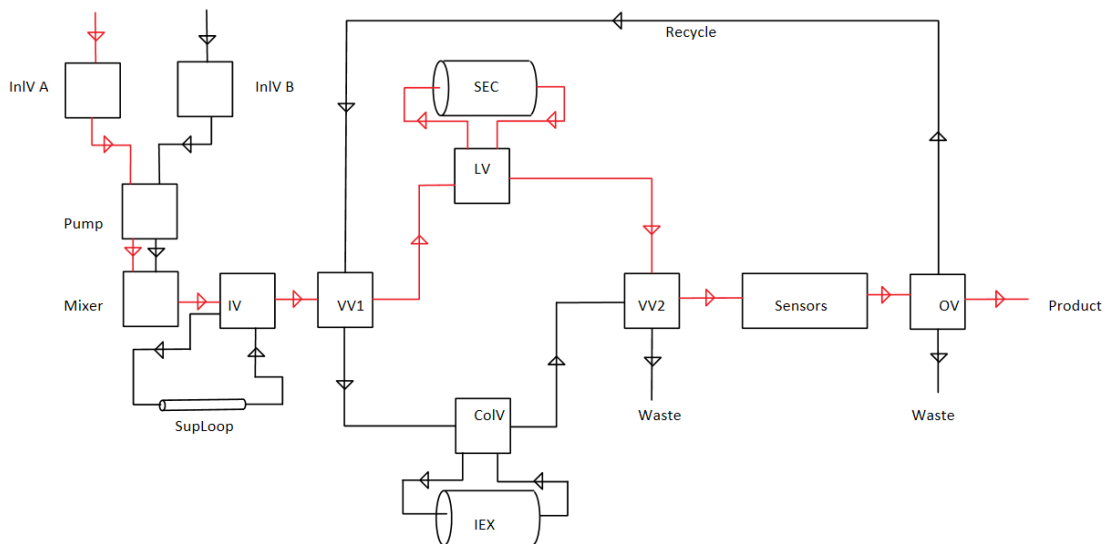 Recycle
InlV A
InlV B
SEC
LV
Pump
Mixer
IV
VV1
VV2
Sensors
OV
Product
SupLoop
ColV
Waste
Waste
IEX